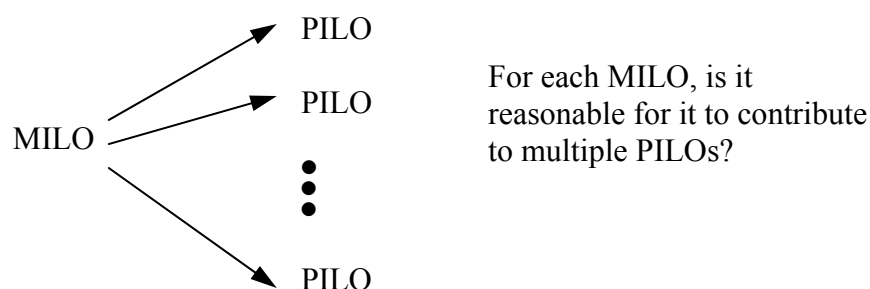 PILO
PILO
MILO
PILO
For each MILO, is it
reasonable for it to contribute
to multiple PILOs?